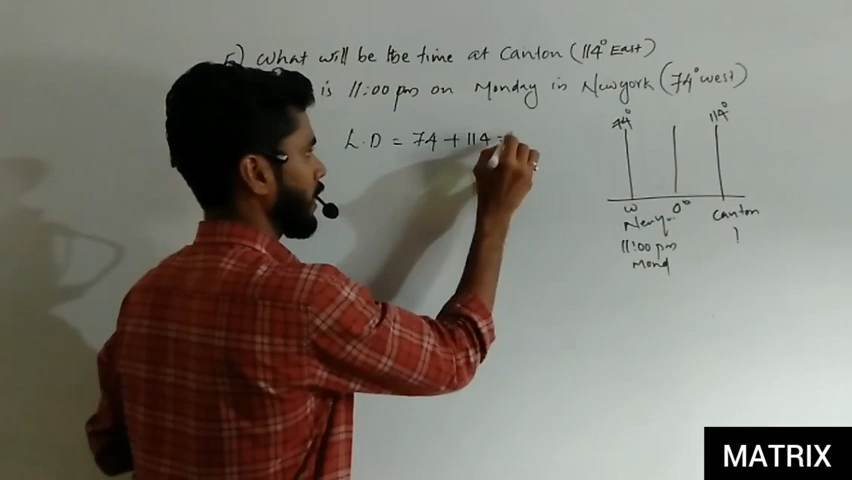 5) What will be the time at Canton (114° East)
is 11:00 pm on Monday in Newyork (74° west)
L.D = 74 + 114 =
74° 114°
W 0° Canton
Newy..
11:00 pm
Mond
MATRIX